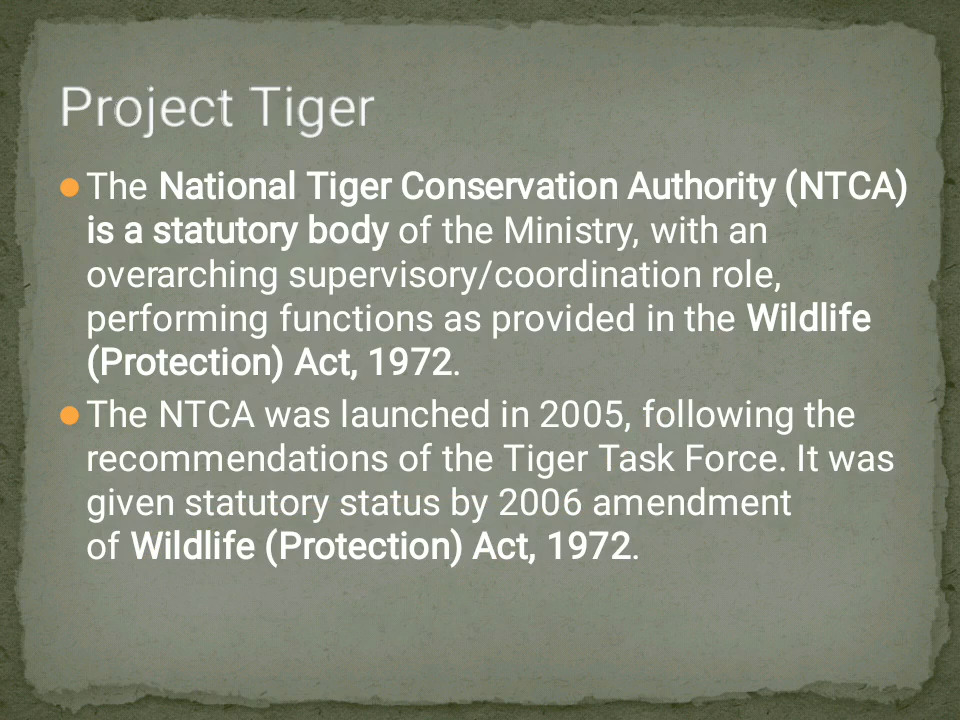 Project Tiger
The National Tiger Conservation Authority (NTCA)
is a statutory body of the Ministry, with an
overarching supervisory/coordination role,
performing functions as provided in the Wildlife
(Protection) Act, 1972.
The NTCA was launched in 2005, following the
recommendations of the Tiger Task Force. It was
given statutory status by 2006 amendment
of Wildlife (Protection) Act, 1972.